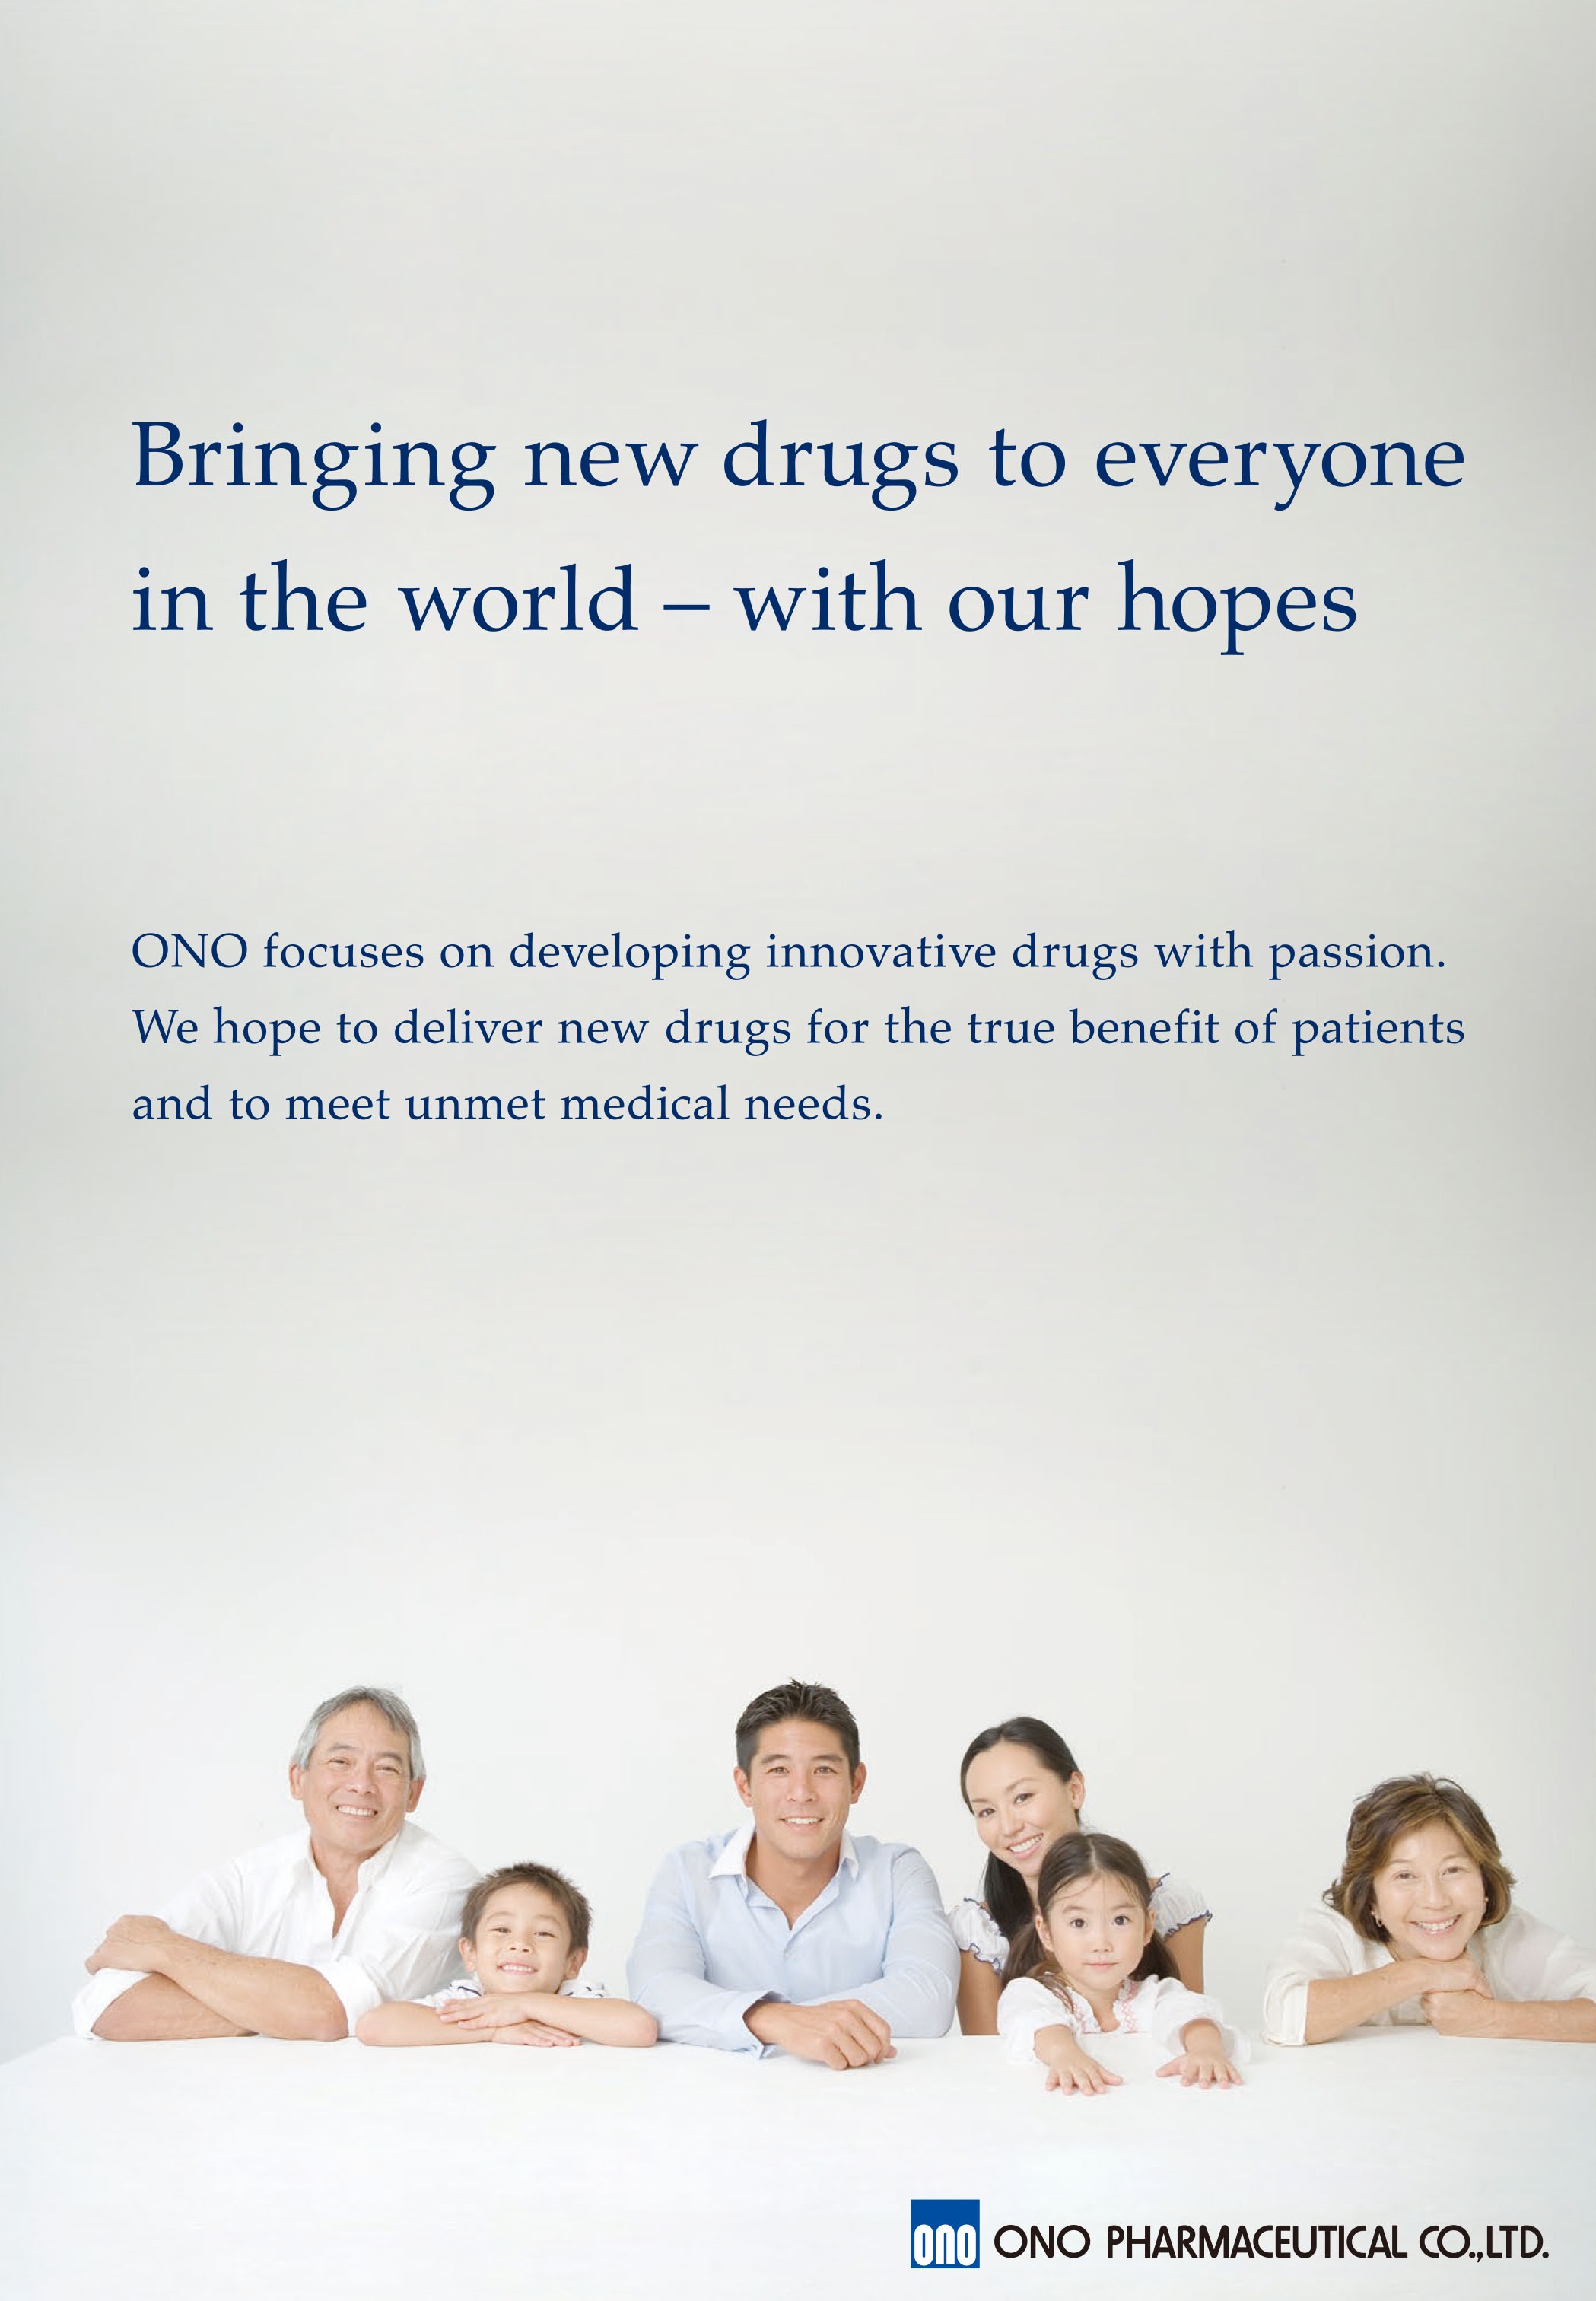 Bringing new drugs to everyone
in the world – with our hopes
ONO focuses on developing innovative drugs with passion.
We hope to deliver new drugs for the true benefit of patients
and to meet unmet medical needs.
ono ONO PHARMACEUTICAL CO.,LTD.